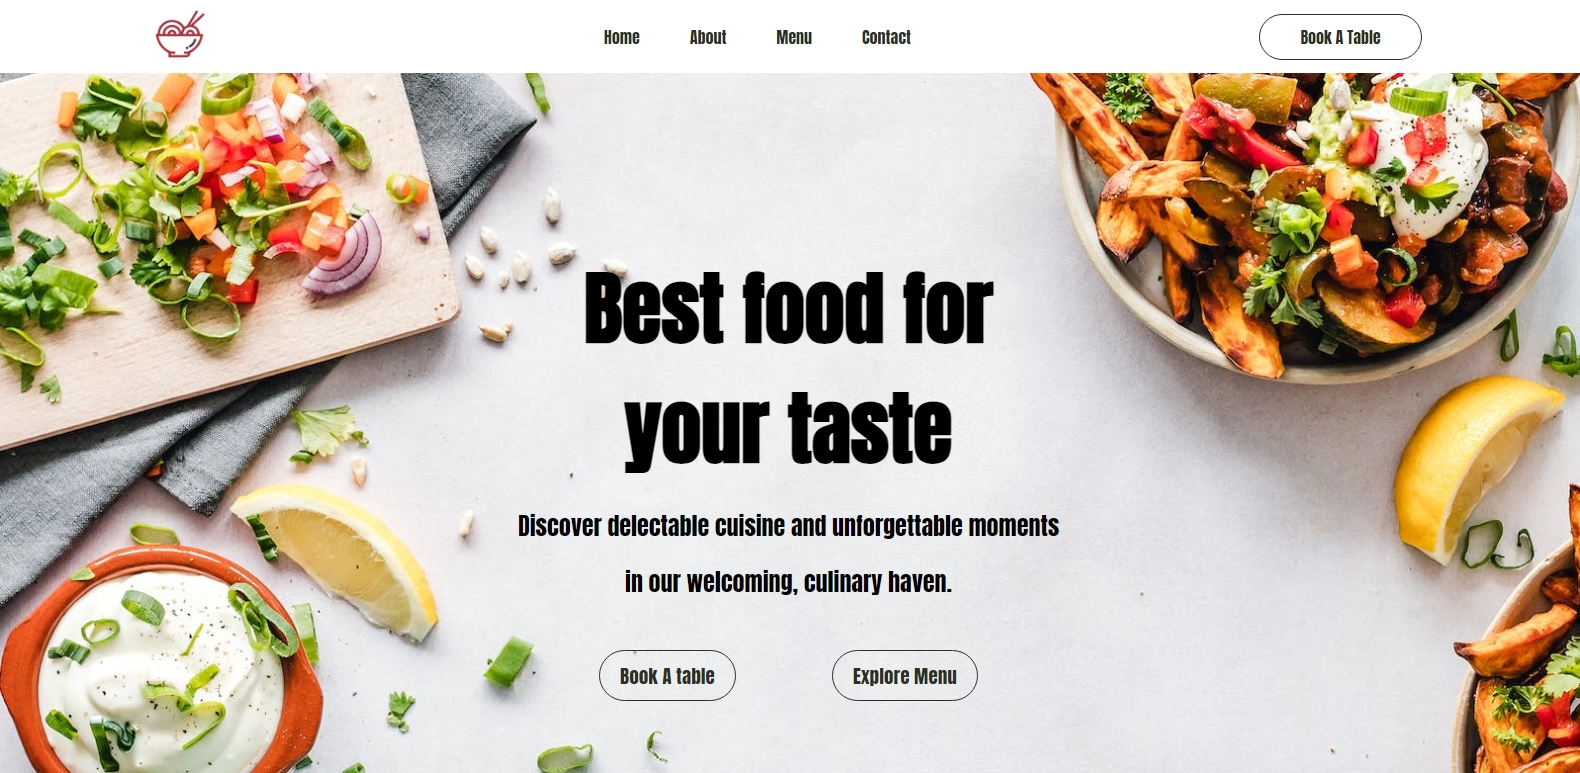 Home About Menu Contact Book A Table
Best food for
your taste
Discover delectable cuisine and unforgettable moments
in our welcoming, culinary haven.
Book A table Explore Menu